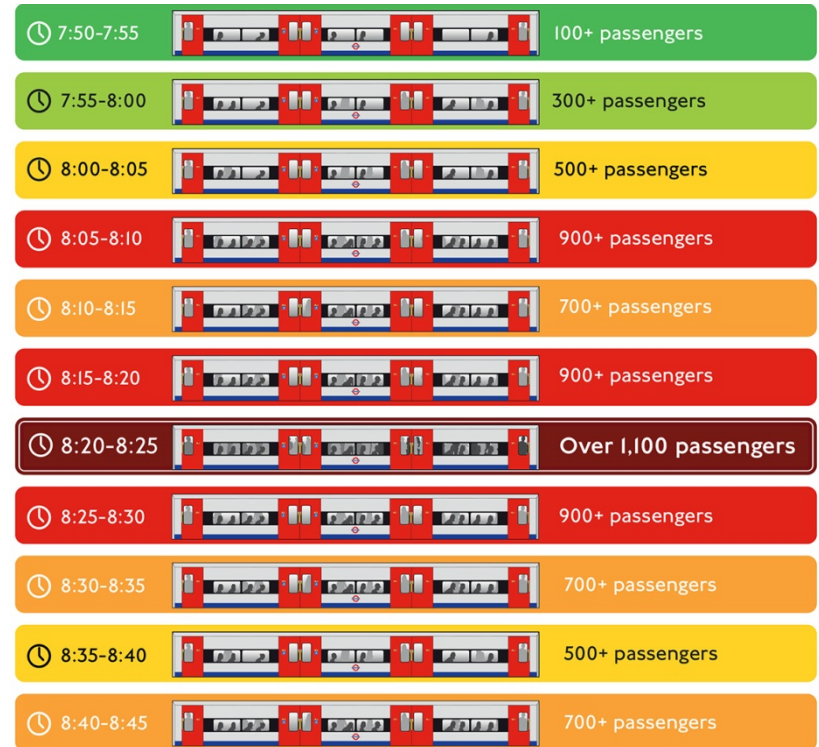 7:50-7:55 100+ passengers
7:55-8:00 300+ passengers
8:00-8:05 500+ passengers
8:05-8:10 900+ passengers
8:10-8:15 700+ passengers
8:15-8:20 900+ passengers
8:20-8:25 Over 1,100 passengers
8:25-8:30 900+ passengers
8:30-8:35 700+ passengers
8:35-8:40 500+ passengers
8:40-8:45 700+ passengers